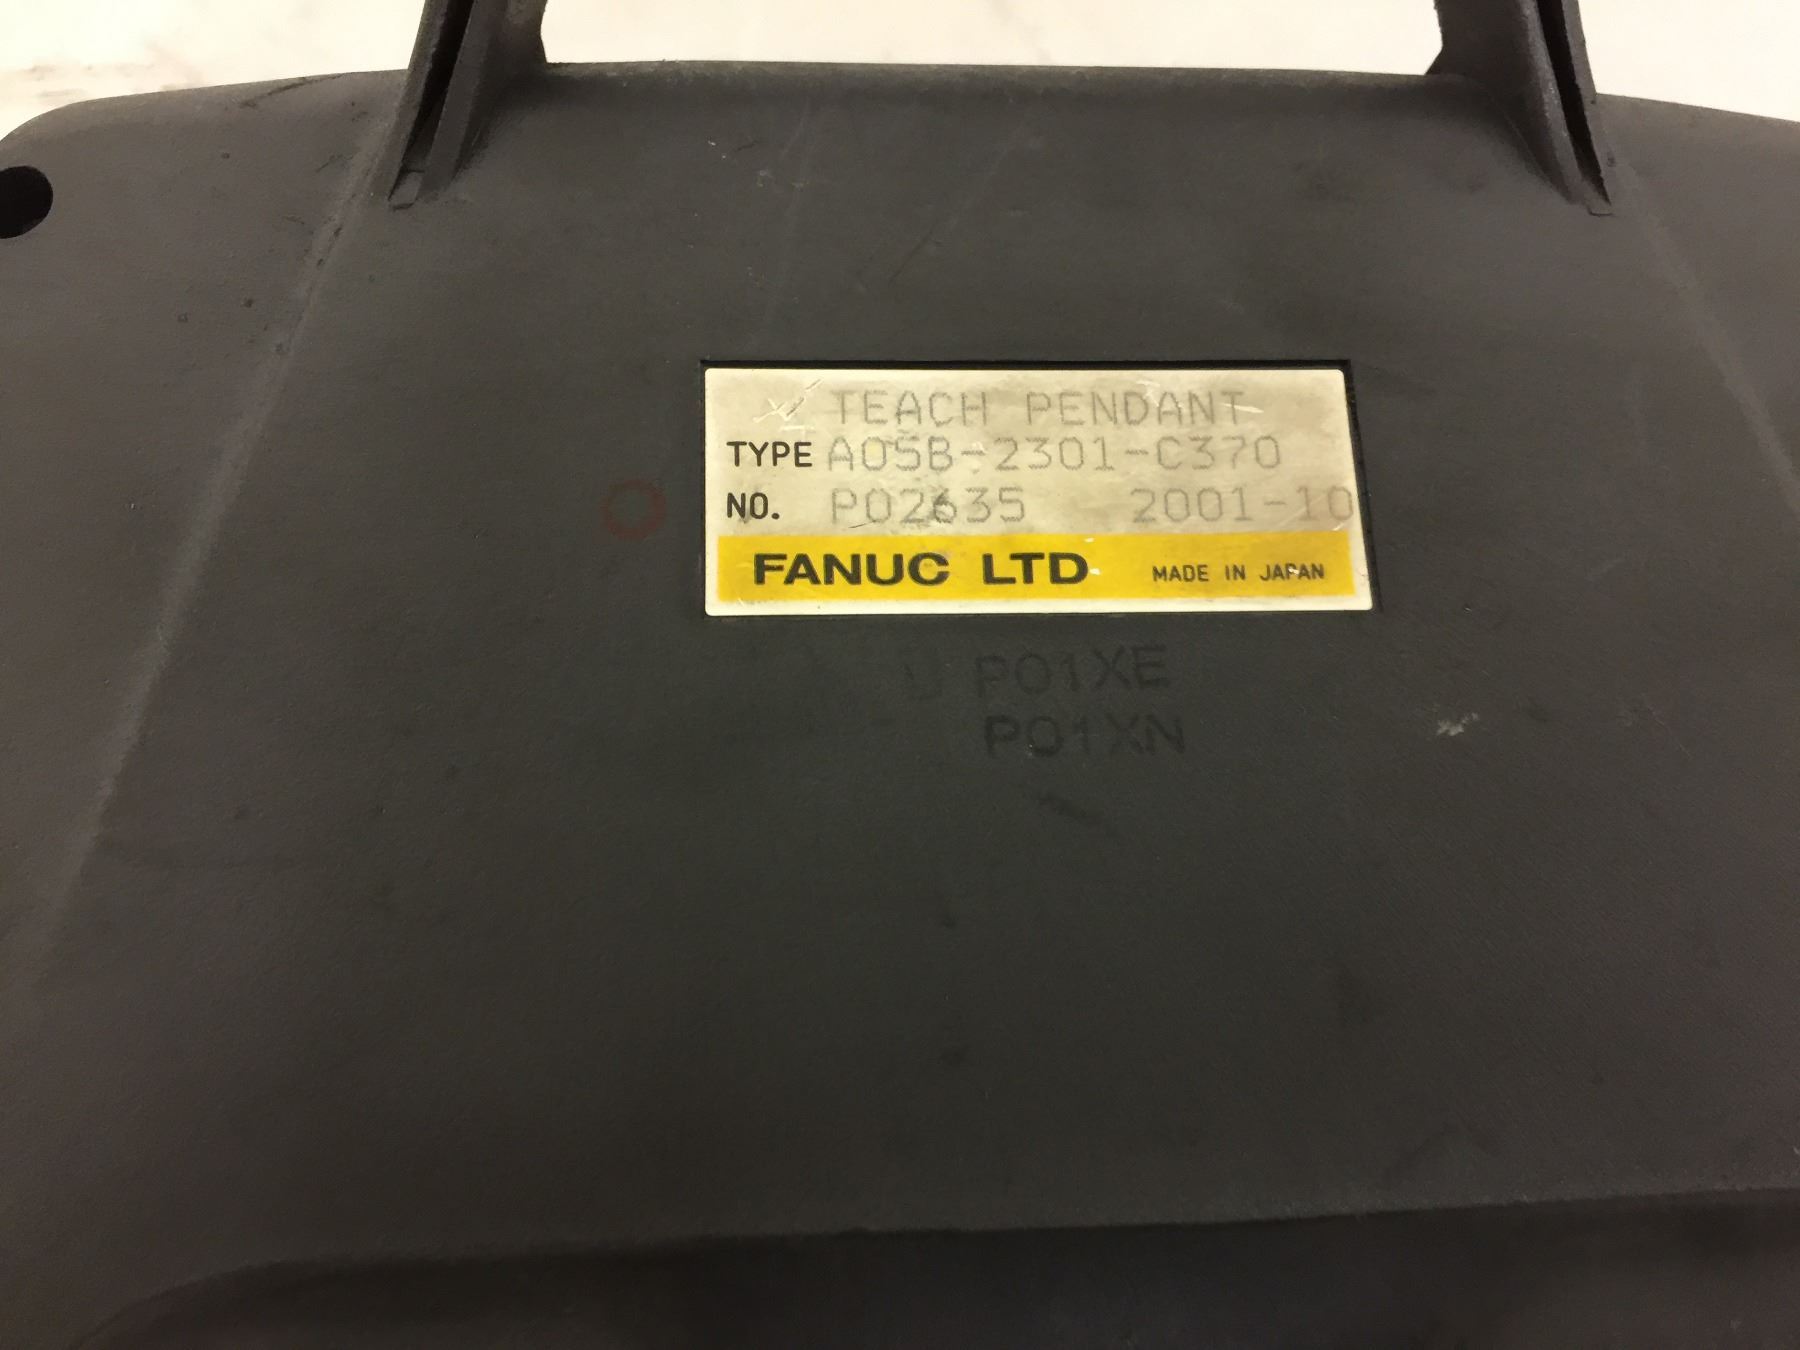 TEACH PENDANT
TYPE A05B-2301-C370
NO. P02635 2001-10
FANUC LTD MADE IN JAPAN
P01XE
P01XN